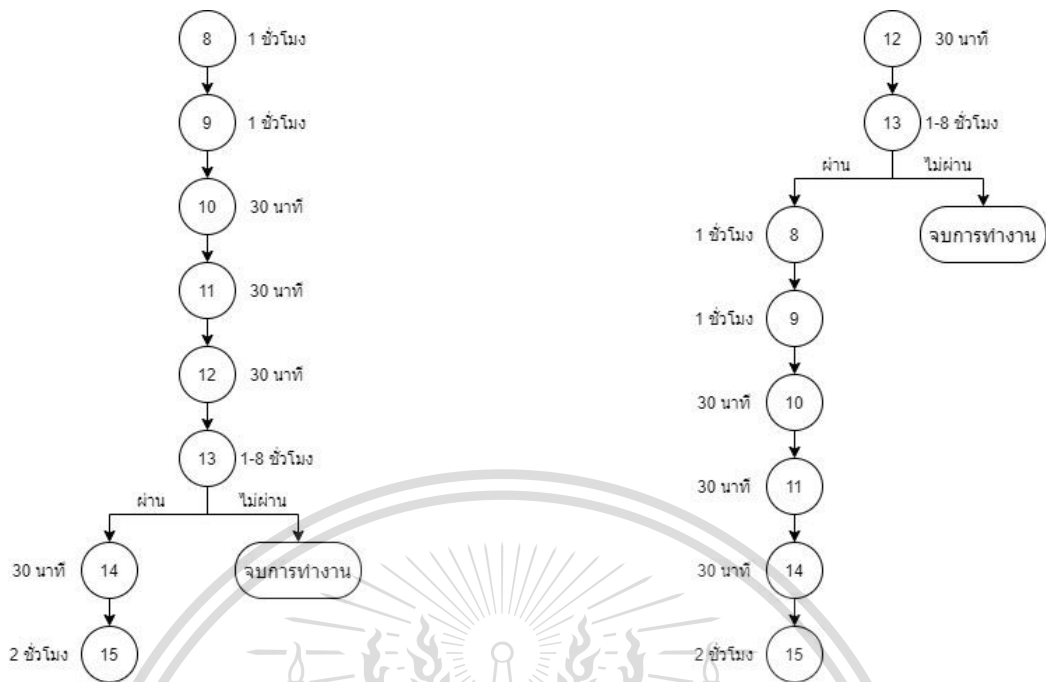 8 1 ชั่วโมง
9 1 ชั่วโมง
10 30 นาที
11 30 นาที
12 30 นาที
13 1-8 ชั่วโมง
ผ่าน ไม่ผ่าน
30 นาที 14 จบการทำงาน
2 ชั่วโมง 15
12 30 นาที
13 1-8 ชั่วโมง
ผ่าน ไม่ผ่าน
1 ชั่วโมง 8 จบการทำงาน
1 ชั่วโมง 9
30 นาที 10
30 นาที 11
30 นาที 14
2 ชั่วโมง 15